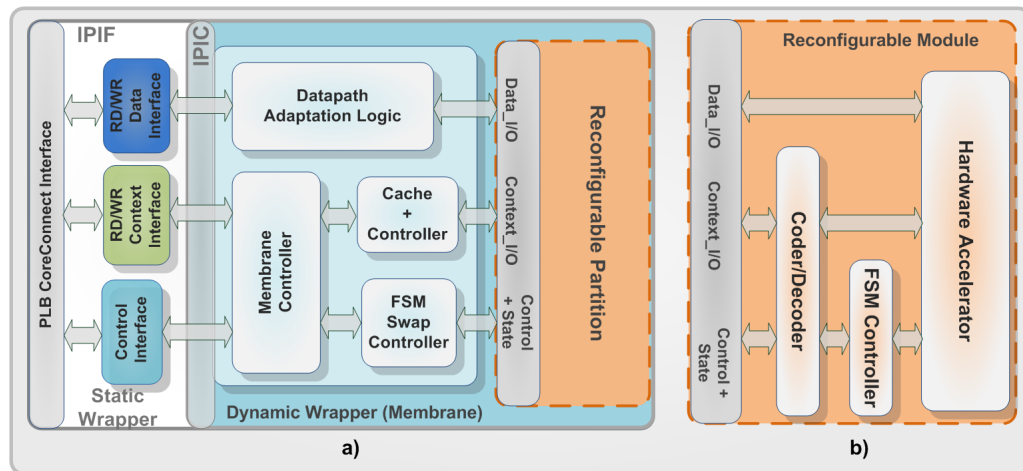 IPIF
PLB CoreConnect Interface
RD/WR
Data
Interface
RD/WR
Context
Interface
Control
Interface
Static
Wrapper
IPIC
Datapath
Adaptation Logic
Membrane
Controller
Cache
+
Controller
FSM
Swap
Controller
Dynamic Wrapper (Membrane)
Data_I/O
Context_I/O
Control
+ State
Reconfigurable Partition
a)
Reconfigurable Module
Data_I/O
Context_I/O
Control +
State
Coder/Decoder
FSM Controller
Hardware Accelerator
b)